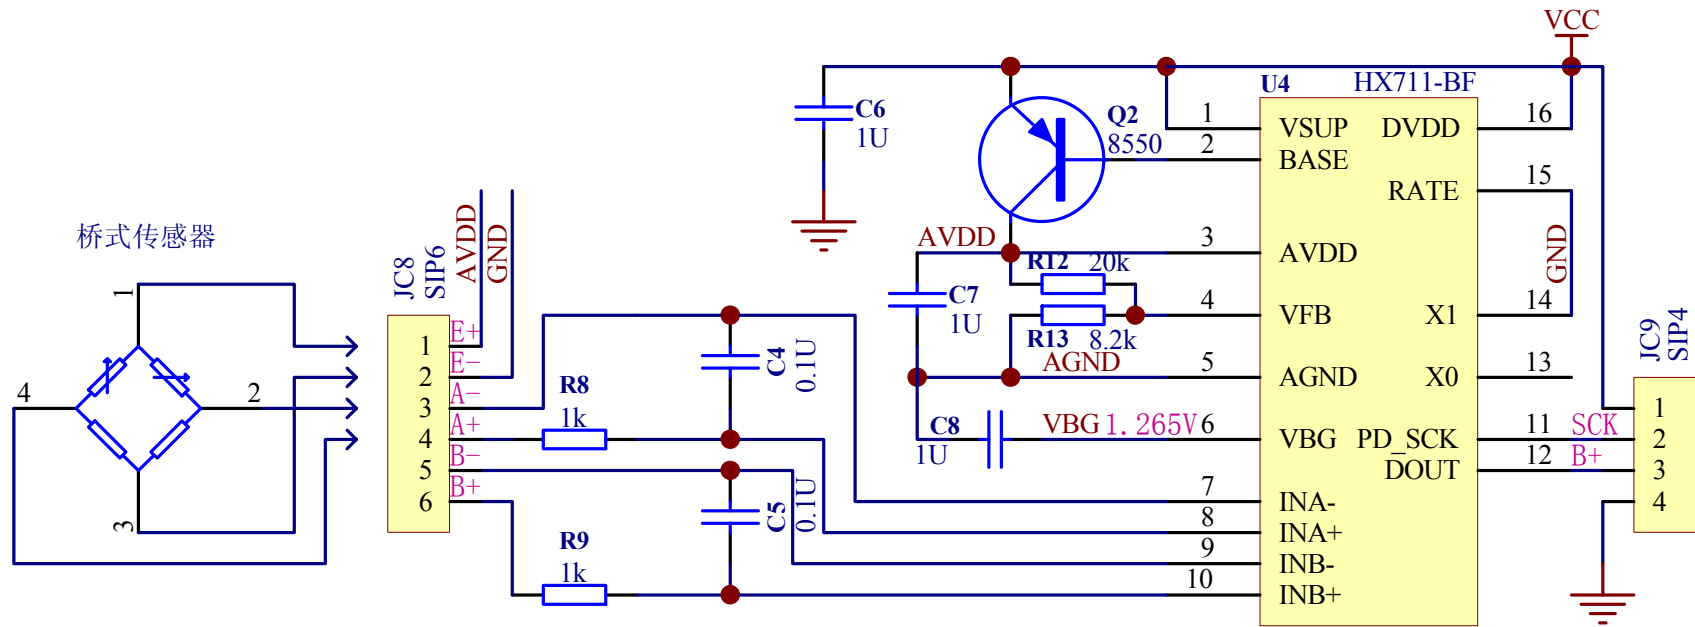 VCC
U4 HX711-BF
C6
1U
Q2
8550
1 VSUP DVDD 16
2 BASE
RATE 15
桥式传感器
AVDD
GND
JC8
SIP6
AVDD
3 AVDD
GND
R12 20k
C7
1U
4 VFB X1 14
R13 8.2k
AGND
5 AGND X0 13
JC9
SIP4
1
2
3
4
1 E+
2 E-
3 A-
4 A+
5 B-
6 B+
C4
0.1U
R8
1k
C8
1U
VBG 1.265V 6 VBG PD_SCK 11 SCK
DOUT 12 B+
1
2
3
4
C5
0.1U
7 INA-
8 INA+
9 INB-
10 INB+
R9
1k